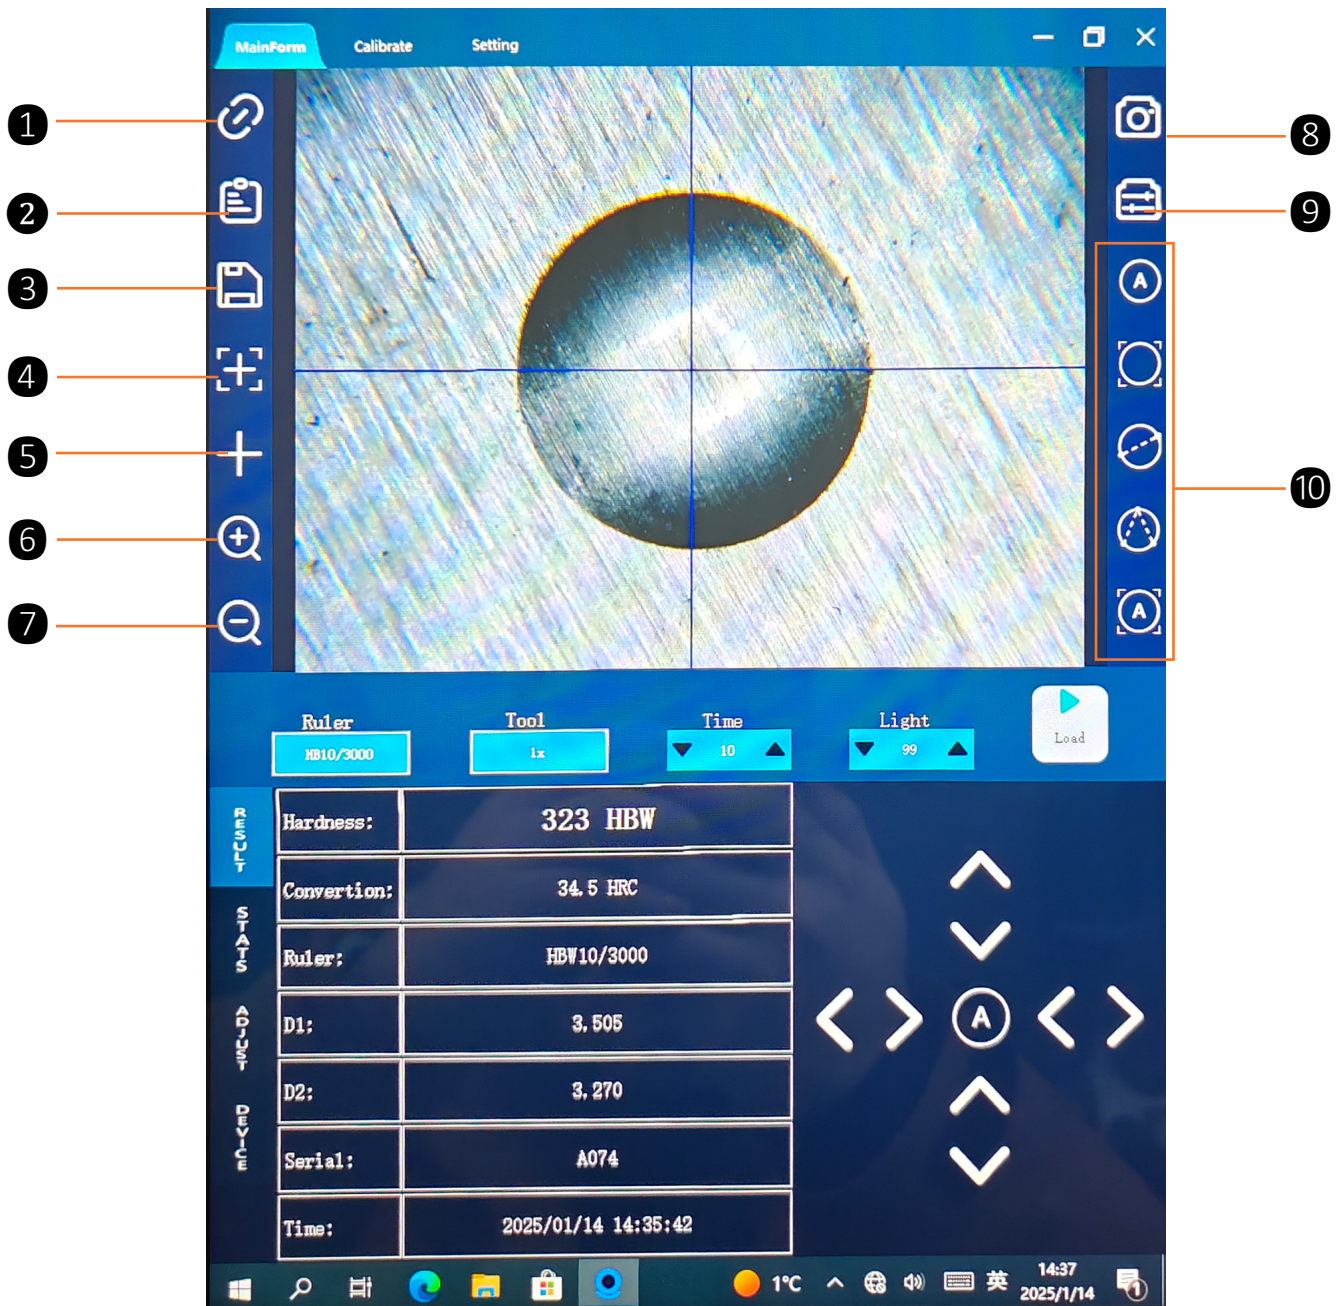 MainForm Calibrate Setting
1
2
3
4
5
6
7
8
9
10
A
A
Ruler Tool Time Light
HB10/3000 1x 10 99 Load
RESULT
STATS
ADJUST
DEVICE
Hardness: 323 HBW
Convertion: 34.5 HRC
Ruler: HBW10/3000
D1: 3.505
D2: 3.270
Serial: A074
Time: 2025/01/14 14:35:42
A
1°C 英 14:37
2025/1/14
1